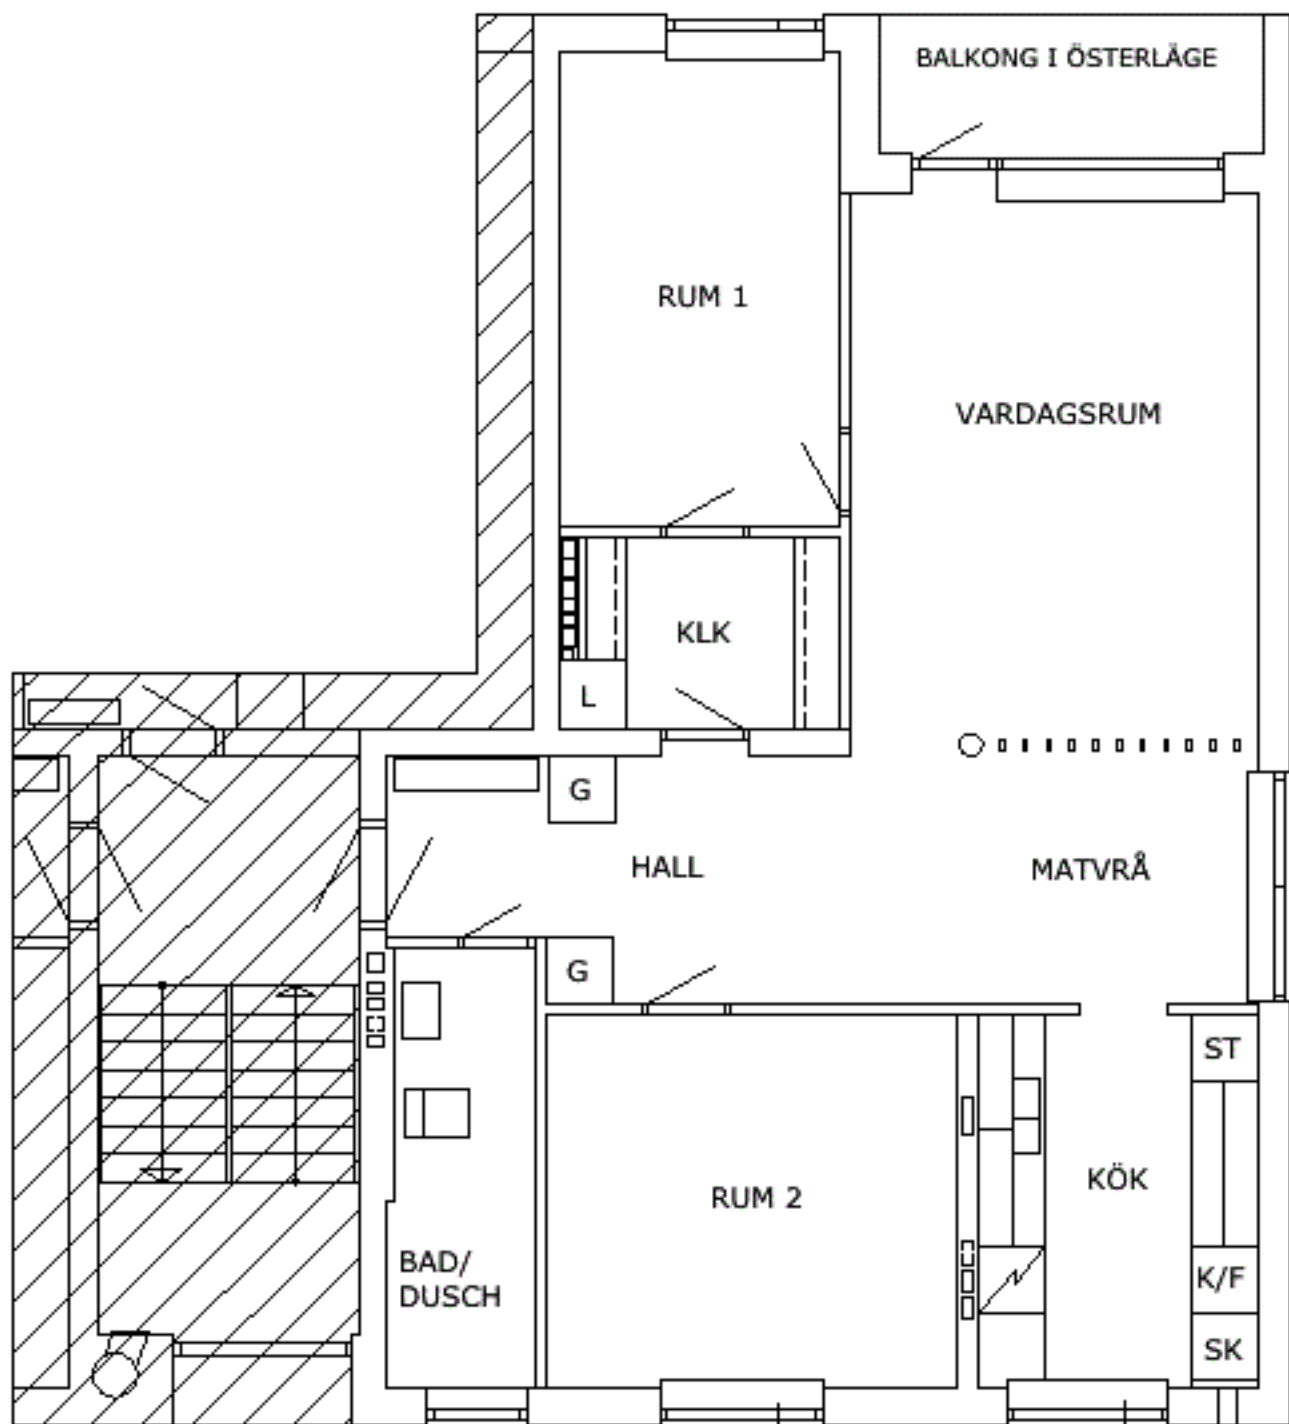 BALKONG I ÖSTERLÄGE
RUM 1
VARDAGSRUM
KLK
L
G
HALL
MATVRÅ
G
ST
KÖK
RUM 2
BAD/
DUSCH
K/F
SK